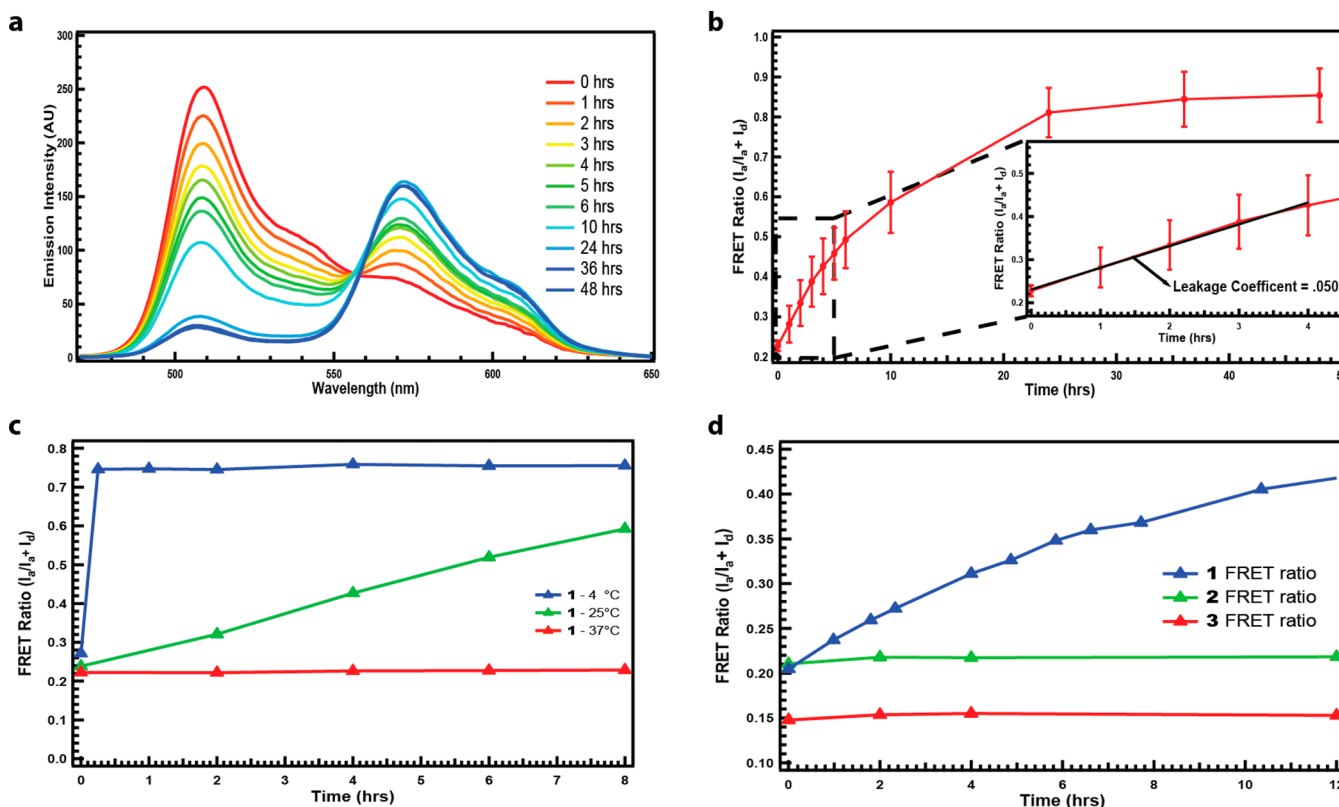 a
300
250
200
150
100
50
0
Emission Intensity (AU)
500
550
600
650
Wavelength (nm)
0 hrs
1 hrs
2 hrs
3 hrs
4 hrs
5 hrs
6 hrs
10 hrs
24 hrs
36 hrs
48 hrs
b
1.0
0.9
0.8
0.7
0.6
0.5
0.4
0.3
0.2
FRET Ratio (Ia/Ia+ Id)
0
10
20
30
40
Time (hrs)
0.5
0.4
0.3
0.2
FRET Ratio (Ia/Ia+ Id)
0
1
2
3
4
Time (hrs)
Leakage Coefficent = .050
c
0.8
0.7
0.6
0.5
0.4
0.3
0.2
0.1
0.0
FRET Ratio (Ia/Ia+ Id)
0
1
2
3
4
5
6
7
8
Time (hrs)
1 - 4 °C
1 - 25°C
1 - 37°C
d
0.45
0.40
0.35
0.30
0.25
0.20
0.15
0.10
FRET Ratio (Ia/Ia+ Id)
0
2
4
6
8
10
12
Time (hrs)
1 FRET ratio
2 FRET ratio
3 FRET ratio